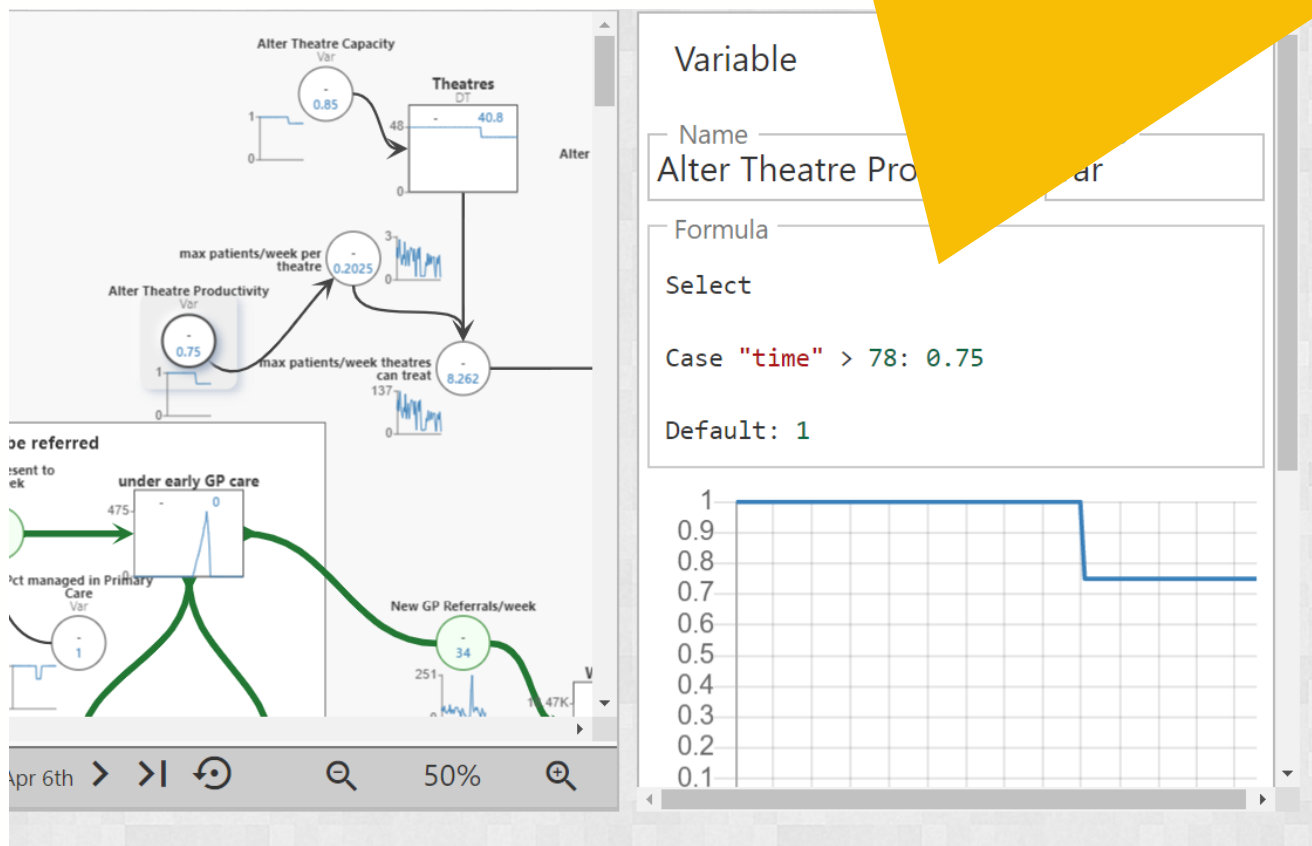 Alter Theatre Capacity
Var
-
0.85
1
0
Theatres
DT
-
40.8
48
0
Alter
max patients/week per
theatre
-
0.2025
3
0
Alter Theatre Productivity
Var
-
0.75
1
0
max patients/week theatres
can treat
-
8.262
137
0
be referred
esent to
ek
under early GP care
-
0
475
0
Pct managed in Primary
Care
Var
-
1
New GP Referrals/week
-
34
251
0
47K
W
Apr 6th
50%
Variable
Name
Alter Theatre Pro
ar
Formula
Select
Case "time" > 78: 0.75
Default: 1
1
0.9
0.8
0.7
0.6
0.5
0.4
0.3
0.2
0.1